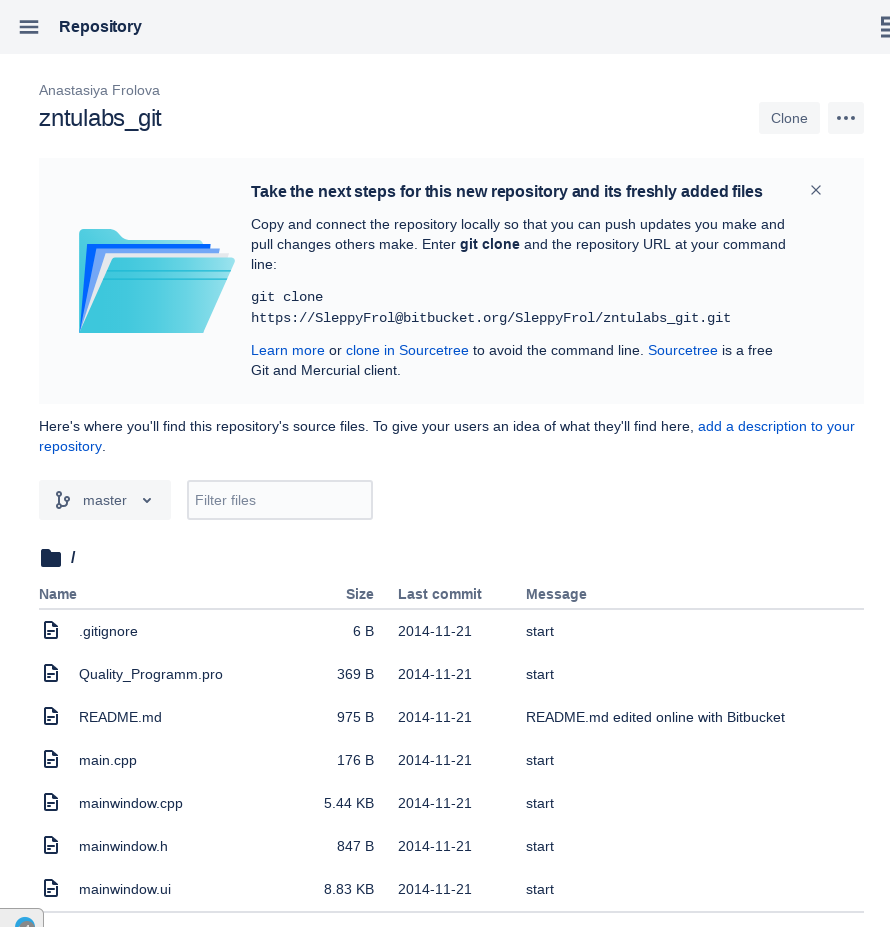 Repository
Anastasiya Frolova
zntulabs_git
Clone
Take the next steps for this new repository and its freshly added files
Copy and connect the repository locally so that you can push updates you make and
pull changes others make. Enter git clone and the repository URL at your command
line:
git clone
https://SleppyFrol@bitbucket.org/SleppyFrol/zntulabs_git.git
Learn more or clone in Sourcetree to avoid the command line. Sourcetree is a free
Git and Mercurial client.
Here's where you'll find this repository's source files. To give your users an idea of what they'll find here, add a description to your
repository.
master
Filter files
/
Name Size Last commit Message
.gitignore 6 B 2014-11-21 start
Quality_Programm.pro 369 B 2014-11-21 start
README.md 975 B 2014-11-21 README.md edited online with Bitbucket
main.cpp 176 B 2014-11-21 start
mainwindow.cpp 5.44 KB 2014-11-21 start
mainwindow.h 847 B 2014-11-21 start
mainwindow.ui 8.83 KB 2014-11-21 start